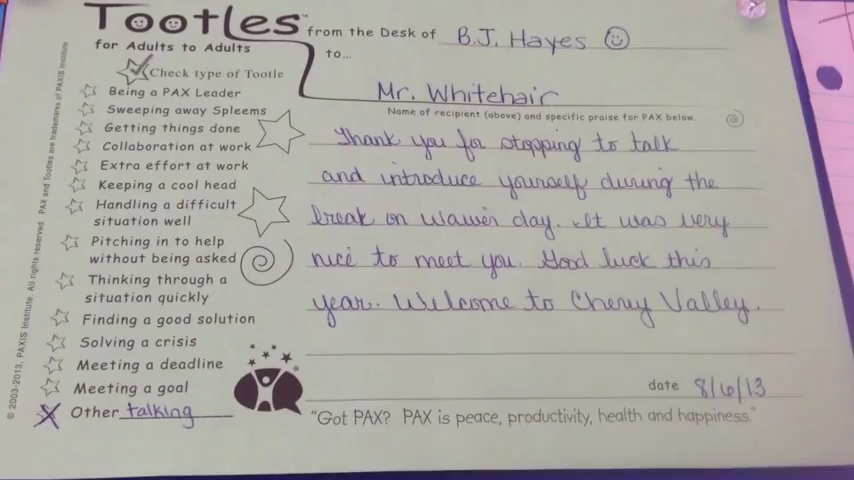 Tootles™
for Adults to Adults
from the Desk of B.J. Hayes
to...
Mr. Whitehair
Name of recipient (above) and specific praise for PAX below.
Check type of Tootle
Being a PAX Leader
Sweeping away Spleems
Getting things done
Collaboration at work
Extra effort at work
Keeping a cool head
Handling a difficult
situation well
Pitching in to help
without being asked
Thinking through a
situation quickly
Finding a good solution
Solving a crisis
Meeting a deadline
Meeting a goal
Other talking
Thank you for stopping to talk
and introduce yourself during the
break on waiver day. It was very
nice to meet you. Good luck this
year. Welcome to Cherry Valley.
date 8/6/13
"Got PAX? PAX is peace, productivity, health and happiness."
© 2003-2013, PAXIS Institute. All rights reserved. PAX and Tootles are trademarks of PAXIS Institute